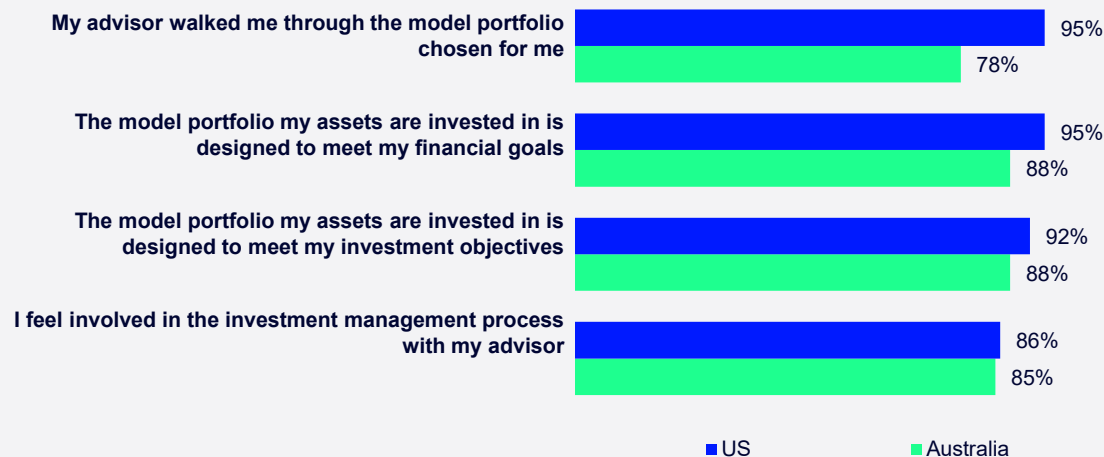 My advisor walked me through the model portfolio
chosen for me
95%
78%
The model portfolio my assets are invested in is
designed to meet my financial goals
95%
88%
The model portfolio my assets are invested in is
designed to meet my investment objectives
92%
88%
I feel involved in the investment management process
with my advisor
86%
85%
US Australia